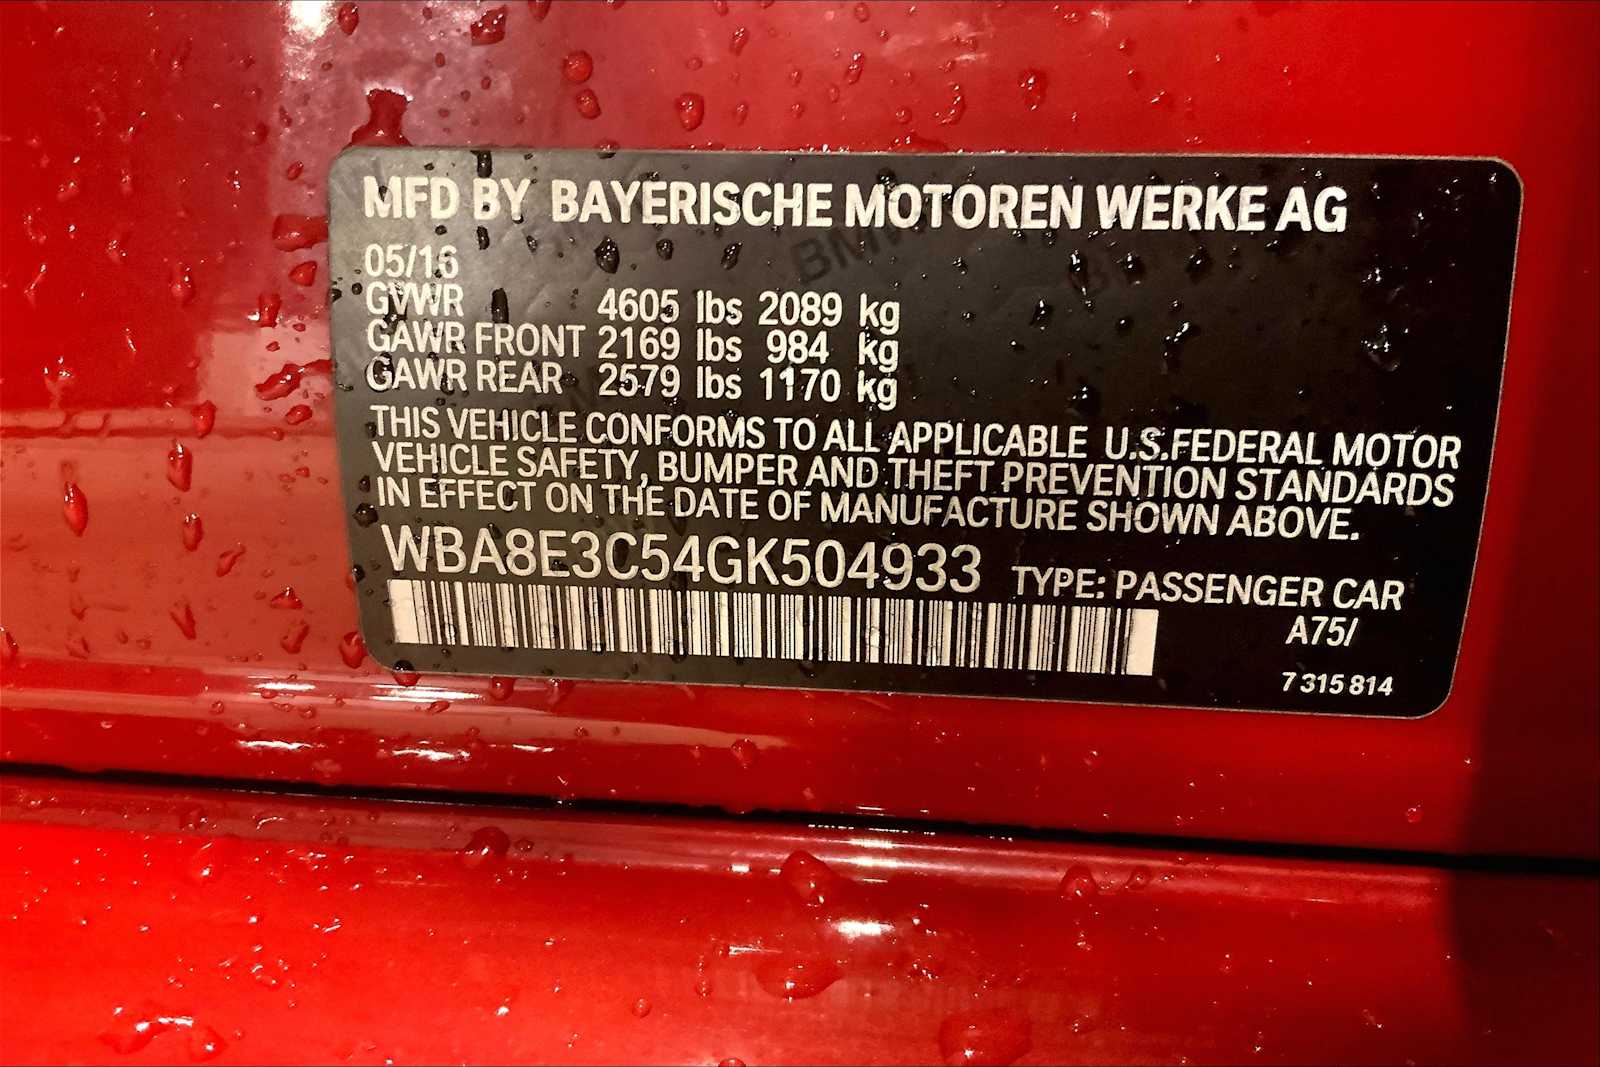 MFD BY BAYERISCHE MOTOREN WERKE AG
05/16
GVWR 4605 lbs 2089 kg
GAWR FRONT 2169 lbs 984 kg
GAWR REAR 2579 lbs 1170 kg
THIS VEHICLE CONFORMS TO ALL APPLICABLE U.S.FEDERAL MOTOR
VEHICLE SAFETY, BUMPER AND THEFT PREVENTION STANDARDS
IN EFFECT ON THE DATE OF MANUFACTURE SHOWN ABOVE.
WBA8E3C54GK504933 TYPE: PASSENGER CAR
A75/
7 315 814